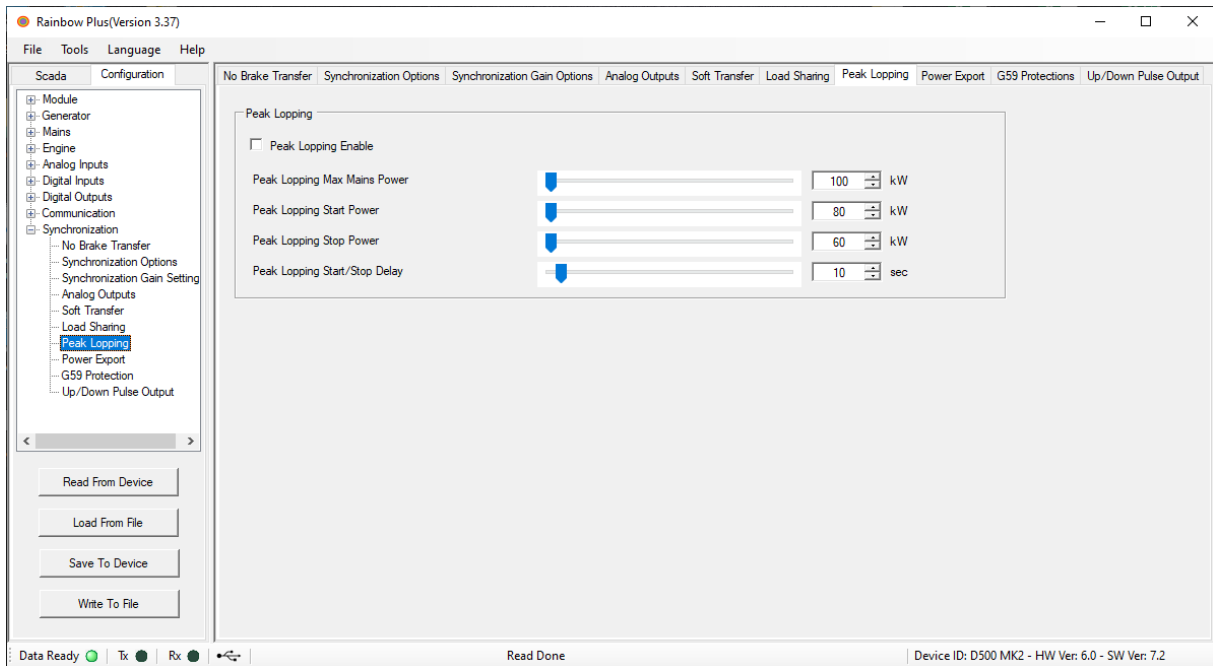 Rainbow Plus(Version 3.37)
File Tools Language Help
Scada Configuration
No Brake Transfer Synchronization Options Synchronization Gain Options Analog Outputs Soft Transfer Load Sharing Peak Lopping Power Export G59 Protections Up/Down Pulse Output
Module
Generator
Mains
Engine
Analog Inputs
Digital Inputs
Digital Outputs
Communication
Synchronization
No Brake Transfer
Synchronization Options
Synchronization Gain Setting
Analog Outputs
Soft Transfer
Load Sharing
Peak Lopping
Power Export
G59 Protection
Up/Down Pulse Output
Read From Device
Load From File
Save To Device
Write To File
Peak Lopping
Peak Lopping Enable
Peak Lopping Max Mains Power 100 kW
Peak Lopping Start Power 80 kW
Peak Lopping Stop Power 60 kW
Peak Lopping Start/Stop Delay 10 sec
Data Ready Tx Rx Read Done Device ID: D500 MK2 - HW Ver: 6.0 - SW Ver: 7.2